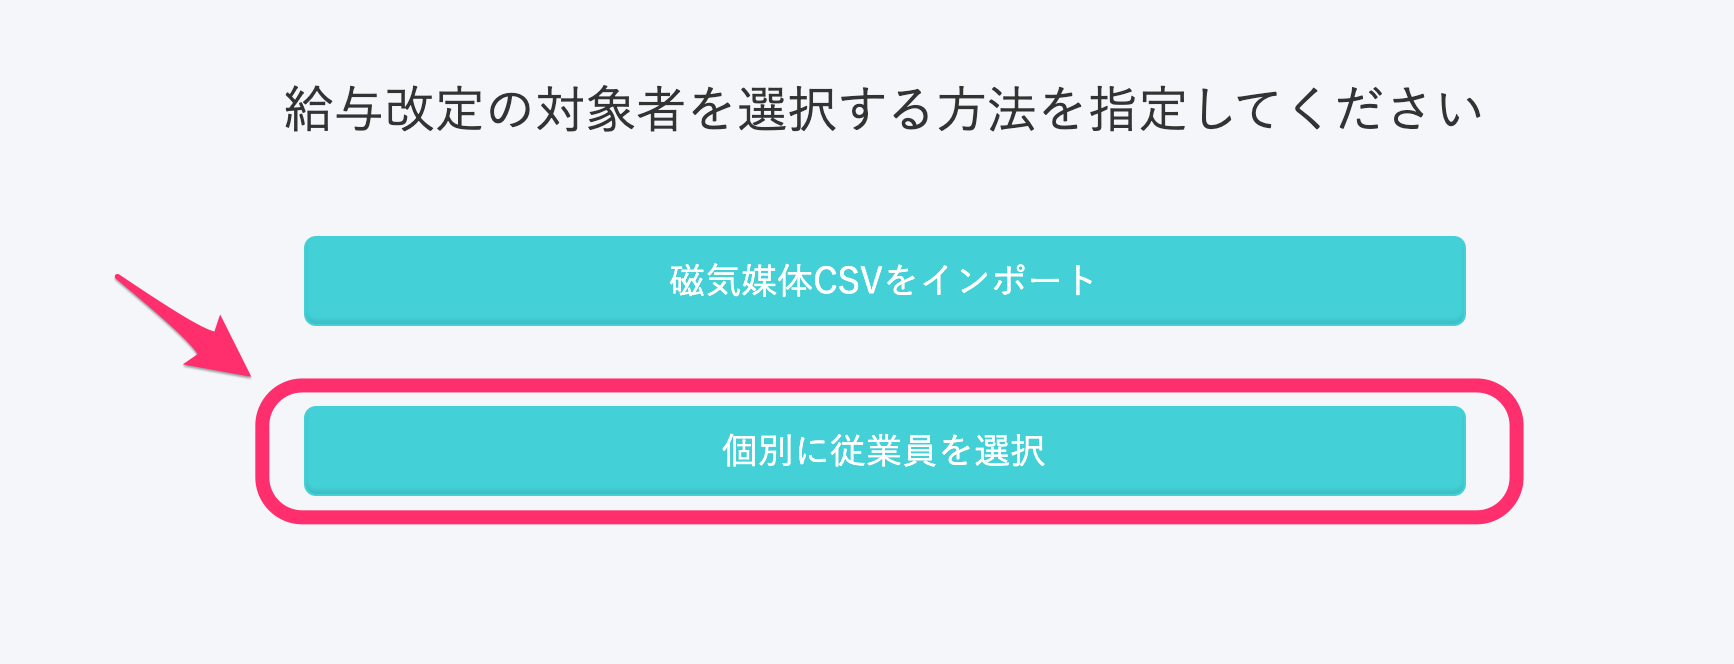 給与改定の対象者を選択する方法を指定してください
磁気媒体CSVをインポート
個別に従業員を選択